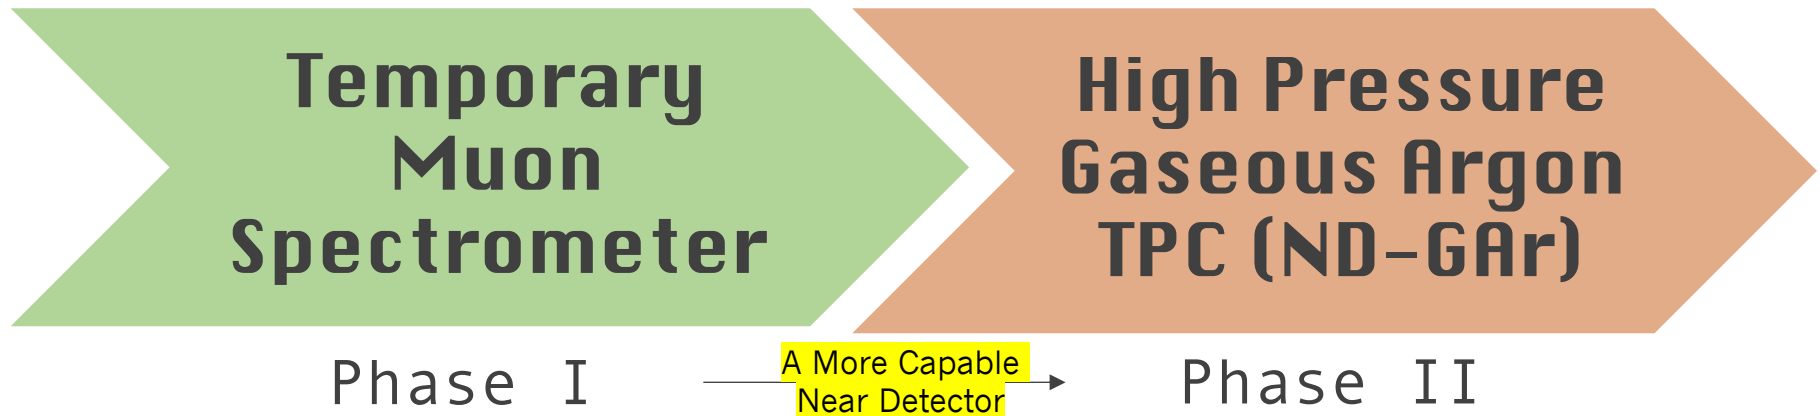 Temporary
Muon
Spectrometer
High Pressure
Gaseous Argon
TPC (ND-GAr)
Phase I
A More Capable
Near Detector
Phase II